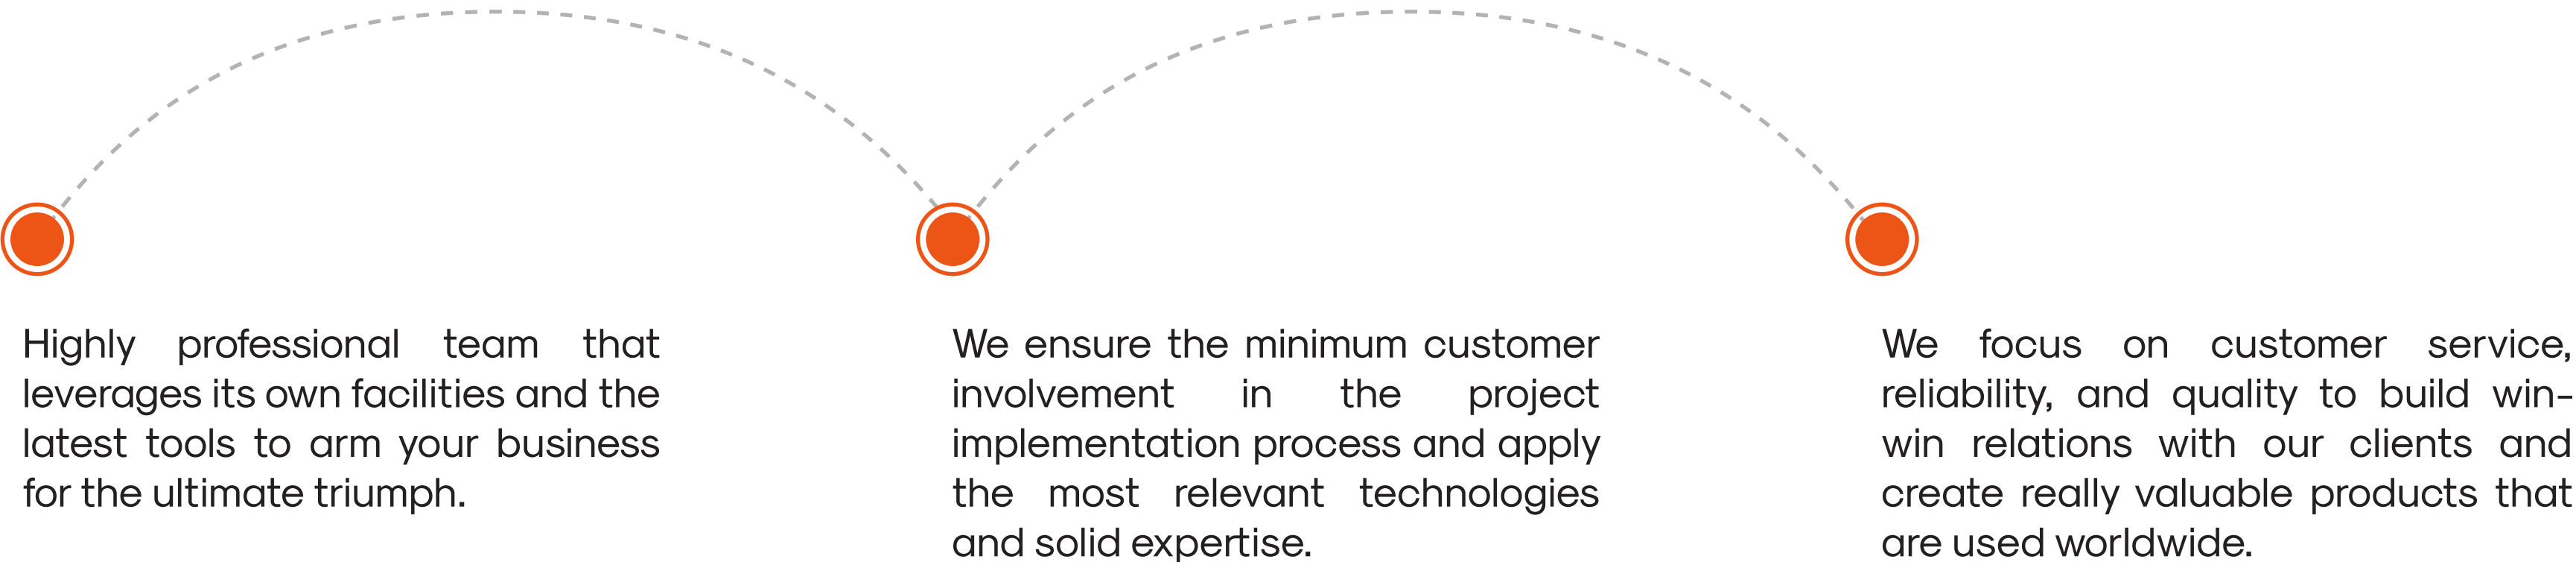 Highly professional team that
leverages its own facilities and the
latest tools to arm your business
for the ultimate triumph.
We ensure the minimum customer
involvement in the project
implementation process and apply
the most relevant technologies
and solid expertise.
We focus on customer service,
reliability, and quality to build win-
win relations with our clients and
create really valuable products that
are used worldwide.